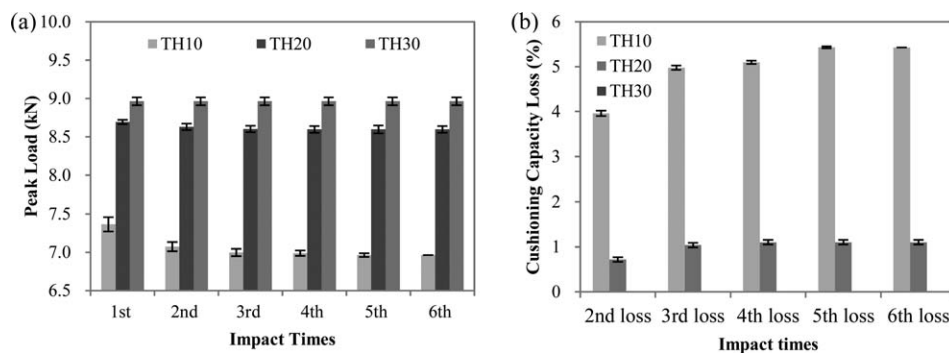 (a)
Peak Load (kN)
10.0
9.5
9.0
8.5
8.0
7.5
7.0
6.5
TH10 TH20 TH30
1st 2nd 3rd 4th 5th 6th
Impact Times
(b)
Cushioning Capacity Loss (%)
6
5
4
3
2
1
0
TH10
TH20
TH30
2nd loss 3rd loss 4th loss 5th loss 6th loss
Impact times